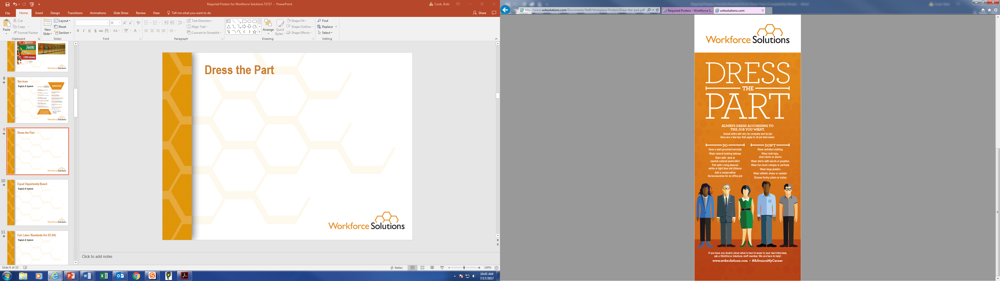 Required Posters for Workforce Solutions 71717 - PowerPoint
Cook, Bobi
File Home Insert Design Transitions Animations Slide Show Review View Tell me what you want to do
Share
Paste
Cut
Copy
Format Painter
Clipboard
New
Slide
Layout
Reset
Section
Slides
36
B I U S abc AV Aa A
Font
Text Direction
Align Text
Convert to SmartArt
Paragraph
Arrange
Quick
Styles
Shape Fill
Shape Outline
Shape Effects
Drawing
Find
Replace
Select
Editing
Workforce Solutions
8
Services
English & Spanish
SERVICES
Workforce Solutions
9
Dress the Part
Workforce Solutions
10
Equal Opportunity Board
English & Spanish
Workforce Solutions
11
Fair Labor Standards Act (FLSA)
English & Spanish
Dress the Part
Workforce Solutions
Click to add notes
Slide 9 of 32
Notes
100%
10:45 AM
7/17/2017
http://www.wrksolutions.com/Documents/Staff/Workplace-Posters/Dress-the-part.pdf
Required Posters - Workforce S...
wrksolutions.com
Workforce Solutions
DRESS
THE
PART
ALWAYS DRESS ACCORDING TO
THE JOB YOU WANT.
Actual attire will vary by company and by job.
Here are a few tips that apply to all job interviews:
DO
Have a well-groomed hairstyle
Wear natural-looking makeup
Start with dark or
neutral-colored pants/skirt
Pair with a long-sleeved
white or light blue shirt/blouse
Add a conservative
tie/accessories for an office job
DON'T
Wear wrinkled clothing
Wear tank tops,
short skirts or shorts
Wear shirts with words or graphics
Wear too much cologne or perfume
Wear large jewelry
Wear athletic shoes or sandals
Choose flashy colors or styles
If you have any doubts about what is best to wear to your next interview,
ask a Workforce Solutions staff member. We are here to help!
www.wrksolutions.com • #AdvanceMyCareer